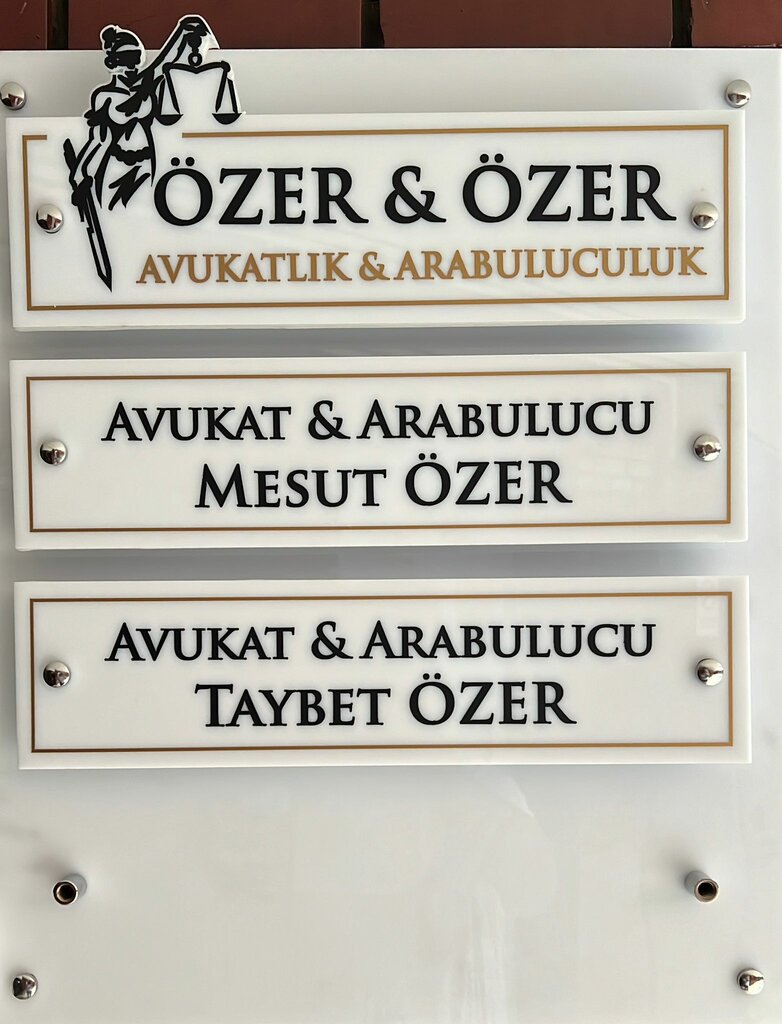 ÖZER & ÖZER
AVUKATLIK & ARABULUCULUK
AVUKAT & ARABULUCU
MESUT ÖZER
AVUKAT & ARABULUCU
TAYBET ÖZER